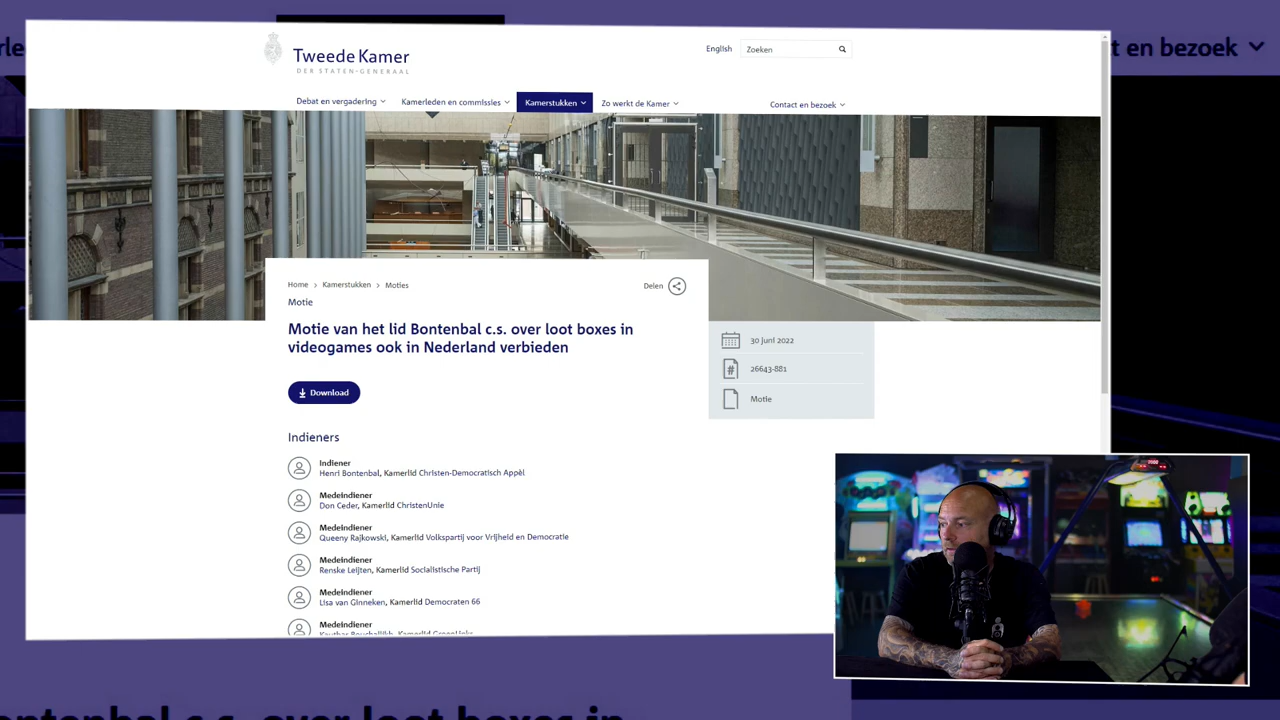 t en bezoek
Tweede Kamer
DER STATEN-GENERAAL
English
Zoeken
Debat en vergadering
Kamerleden en commissies
Kamerstukken
Zo werkt de Kamer
Contact en bezoek
Home > Kamerstukken > Moties
Delen
Motie
Motie van het lid Bontenbal c.s. over loot boxes in
videogames ook in Nederland verbieden
30 juni 2022
26643-881
Motie
Download
Indieners
Indiener
Henri Bontenbal, Kamerlid Christen-Democratisch Appèl
Medeindiener
Don Ceder, Kamerlid ChristenUnie
Medeindiener
Queeny Rajkowski, Kamerlid Volkspartij voor Vrijheid en Democratie
Medeindiener
Renske Leijten, Kamerlid Socialistische Partij
Medeindiener
Lisa van Ginneken, Kamerlid Democraten 66
Medeindiener